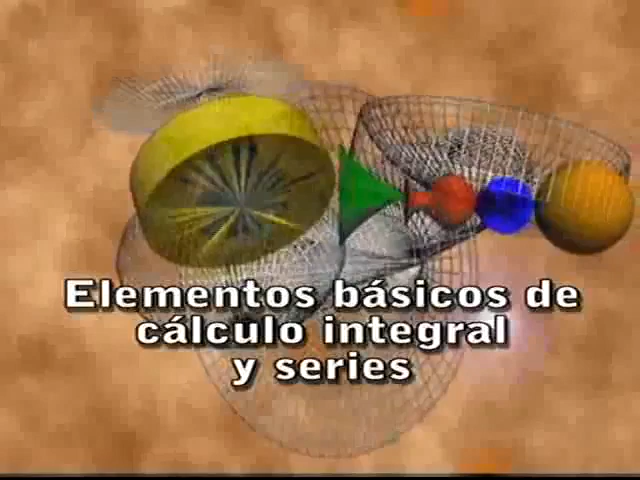 Elementos básicos de
cálculo integral
y series